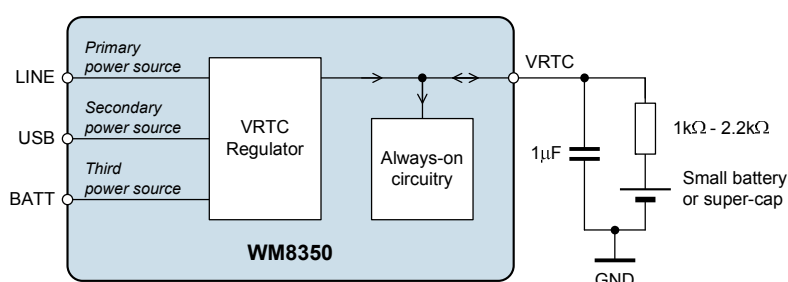 Primary
power source
LINE
VRTC
Secondary
power source
USB
VRTC
Regulator
1kΩ - 2.2kΩ
1μF
Always-on
circuitry
Third
power source
BATT
Small battery
or super-cap
WM8350
GND